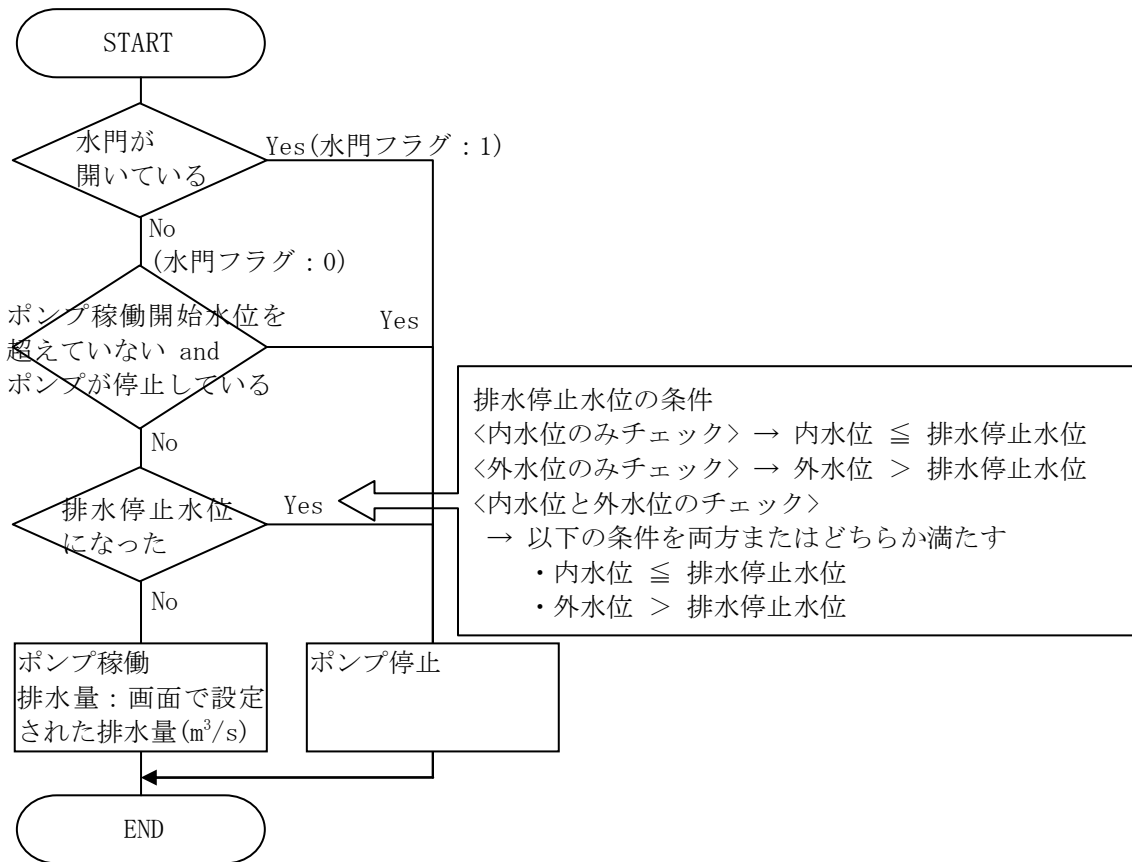 START
水門が
開いている
Yes(水門フラグ：1)
No
(水門フラグ：0)
ポンプ稼働開始水位を
超えていない and
ポンプが停止している
Yes
No
排水停止水位
になった
Yes
排水停止水位の条件
<内水位のみチェック> → 内水位 ≦ 排水停止水位
<外水位のみチェック> → 外水位 ＞ 排水停止水位
<内水位と外水位のチェック>
→ 以下の条件を両方またはどちらか満たす
・内水位 ≦ 排水停止水位
・外水位 ＞ 排水停止水位
No
ポンプ稼働
排水量：画面で設定
された排水量(m³/s)
ポンプ停止
END